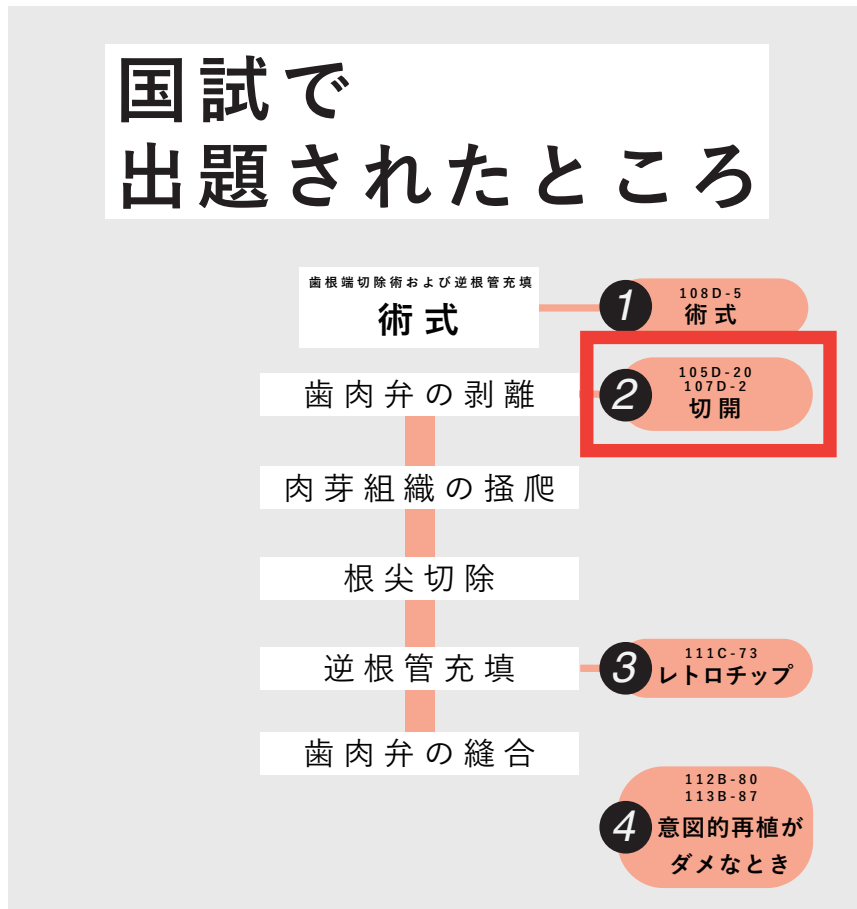 国試で
出題されたところ
歯根端切除術および逆根管充填
術式
1
108D-5
術式
歯肉弁の剥離
2
105D-20
107D-2
切開
肉芽組織の掻爬
根尖切除
逆根管充填
3
111C-73
レトロチップ
歯肉弁の縫合
4
112B-80
113B-87
意図的再植が
ダメなとき